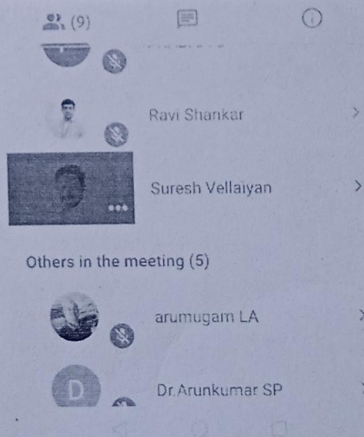 (9)
Ravi Shankar
Suresh Vellaiyan
Others in the meeting (5)
arumugam LA
D
Dr.Arunkumar SP